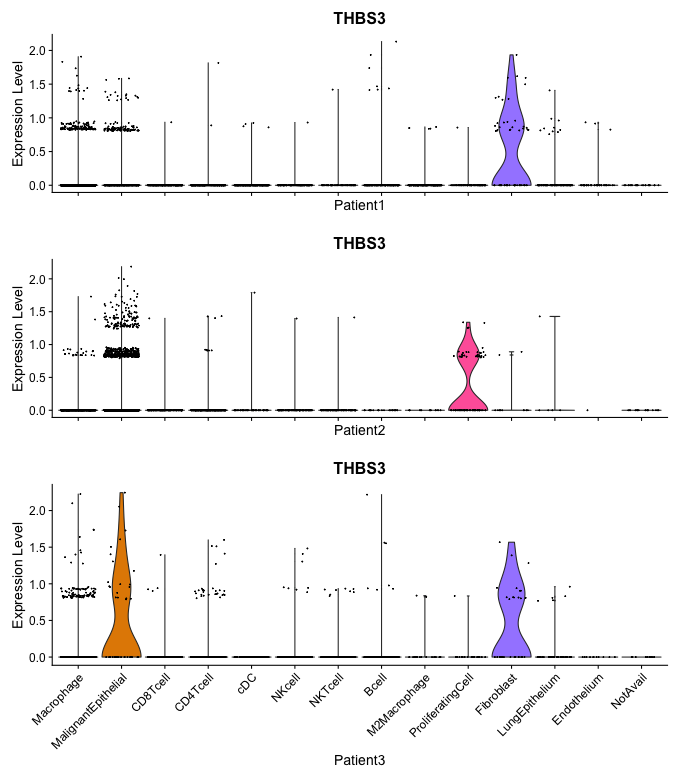 THBS3
Expression Level
2.0
1.5
1.0
0.5
0.0
Patient1
THBS3
Expression Level
2.0
1.5
1.0
0.5
0.0
Patient2
THBS3
Expression Level
2.0
1.5
1.0
0.5
0.0
Macrophage
MalignantEpithelial
CD8Tcell
CD4Tcell
cDC
NKcell
NKTcell
Bcell
M2Macrophage
ProliferatingCell
Fibroblast
LungEpithelium
Endothelium
NotAvail
Patient3